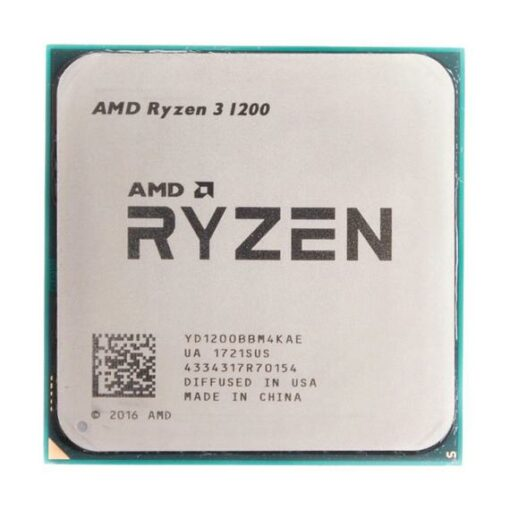 AMD Ryzen 3 1200
AMD
RYZEN
YD1200BBM4KAE
UA 1721SUS
4334317R70154
DIFFUSED IN USA
MADE IN CHINA
© 2016 AMD